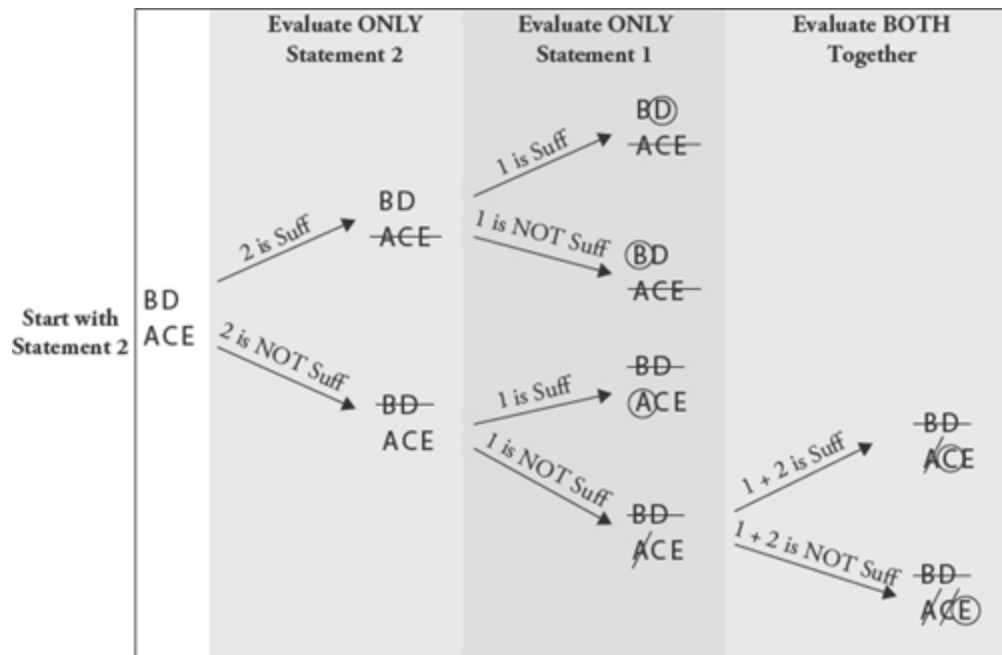 Evaluate ONLY
Statement 2
Evaluate ONLY
Statement 1
Evaluate BOTH
Together
Start with
Statement 2
BD
ACE
2 is Suff
2 is NOT Suff
BD
ACE
BD
ACE
1 is Suff
1 is NOT Suff
1 is Suff
1 is NOT Suff
BD
ACE
BD
ACE
BD
ACE
BD
ACE
1 + 2 is Suff
1 + 2 is NOT Suff
BD
ACE
BD
ACE